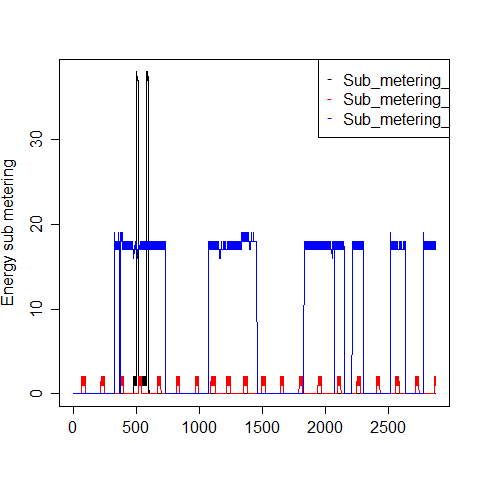 Energy sub metering
30
20
10
0
Sub_metering_
Sub_metering_
Sub_metering_
0 500 1000 1500 2000 2500